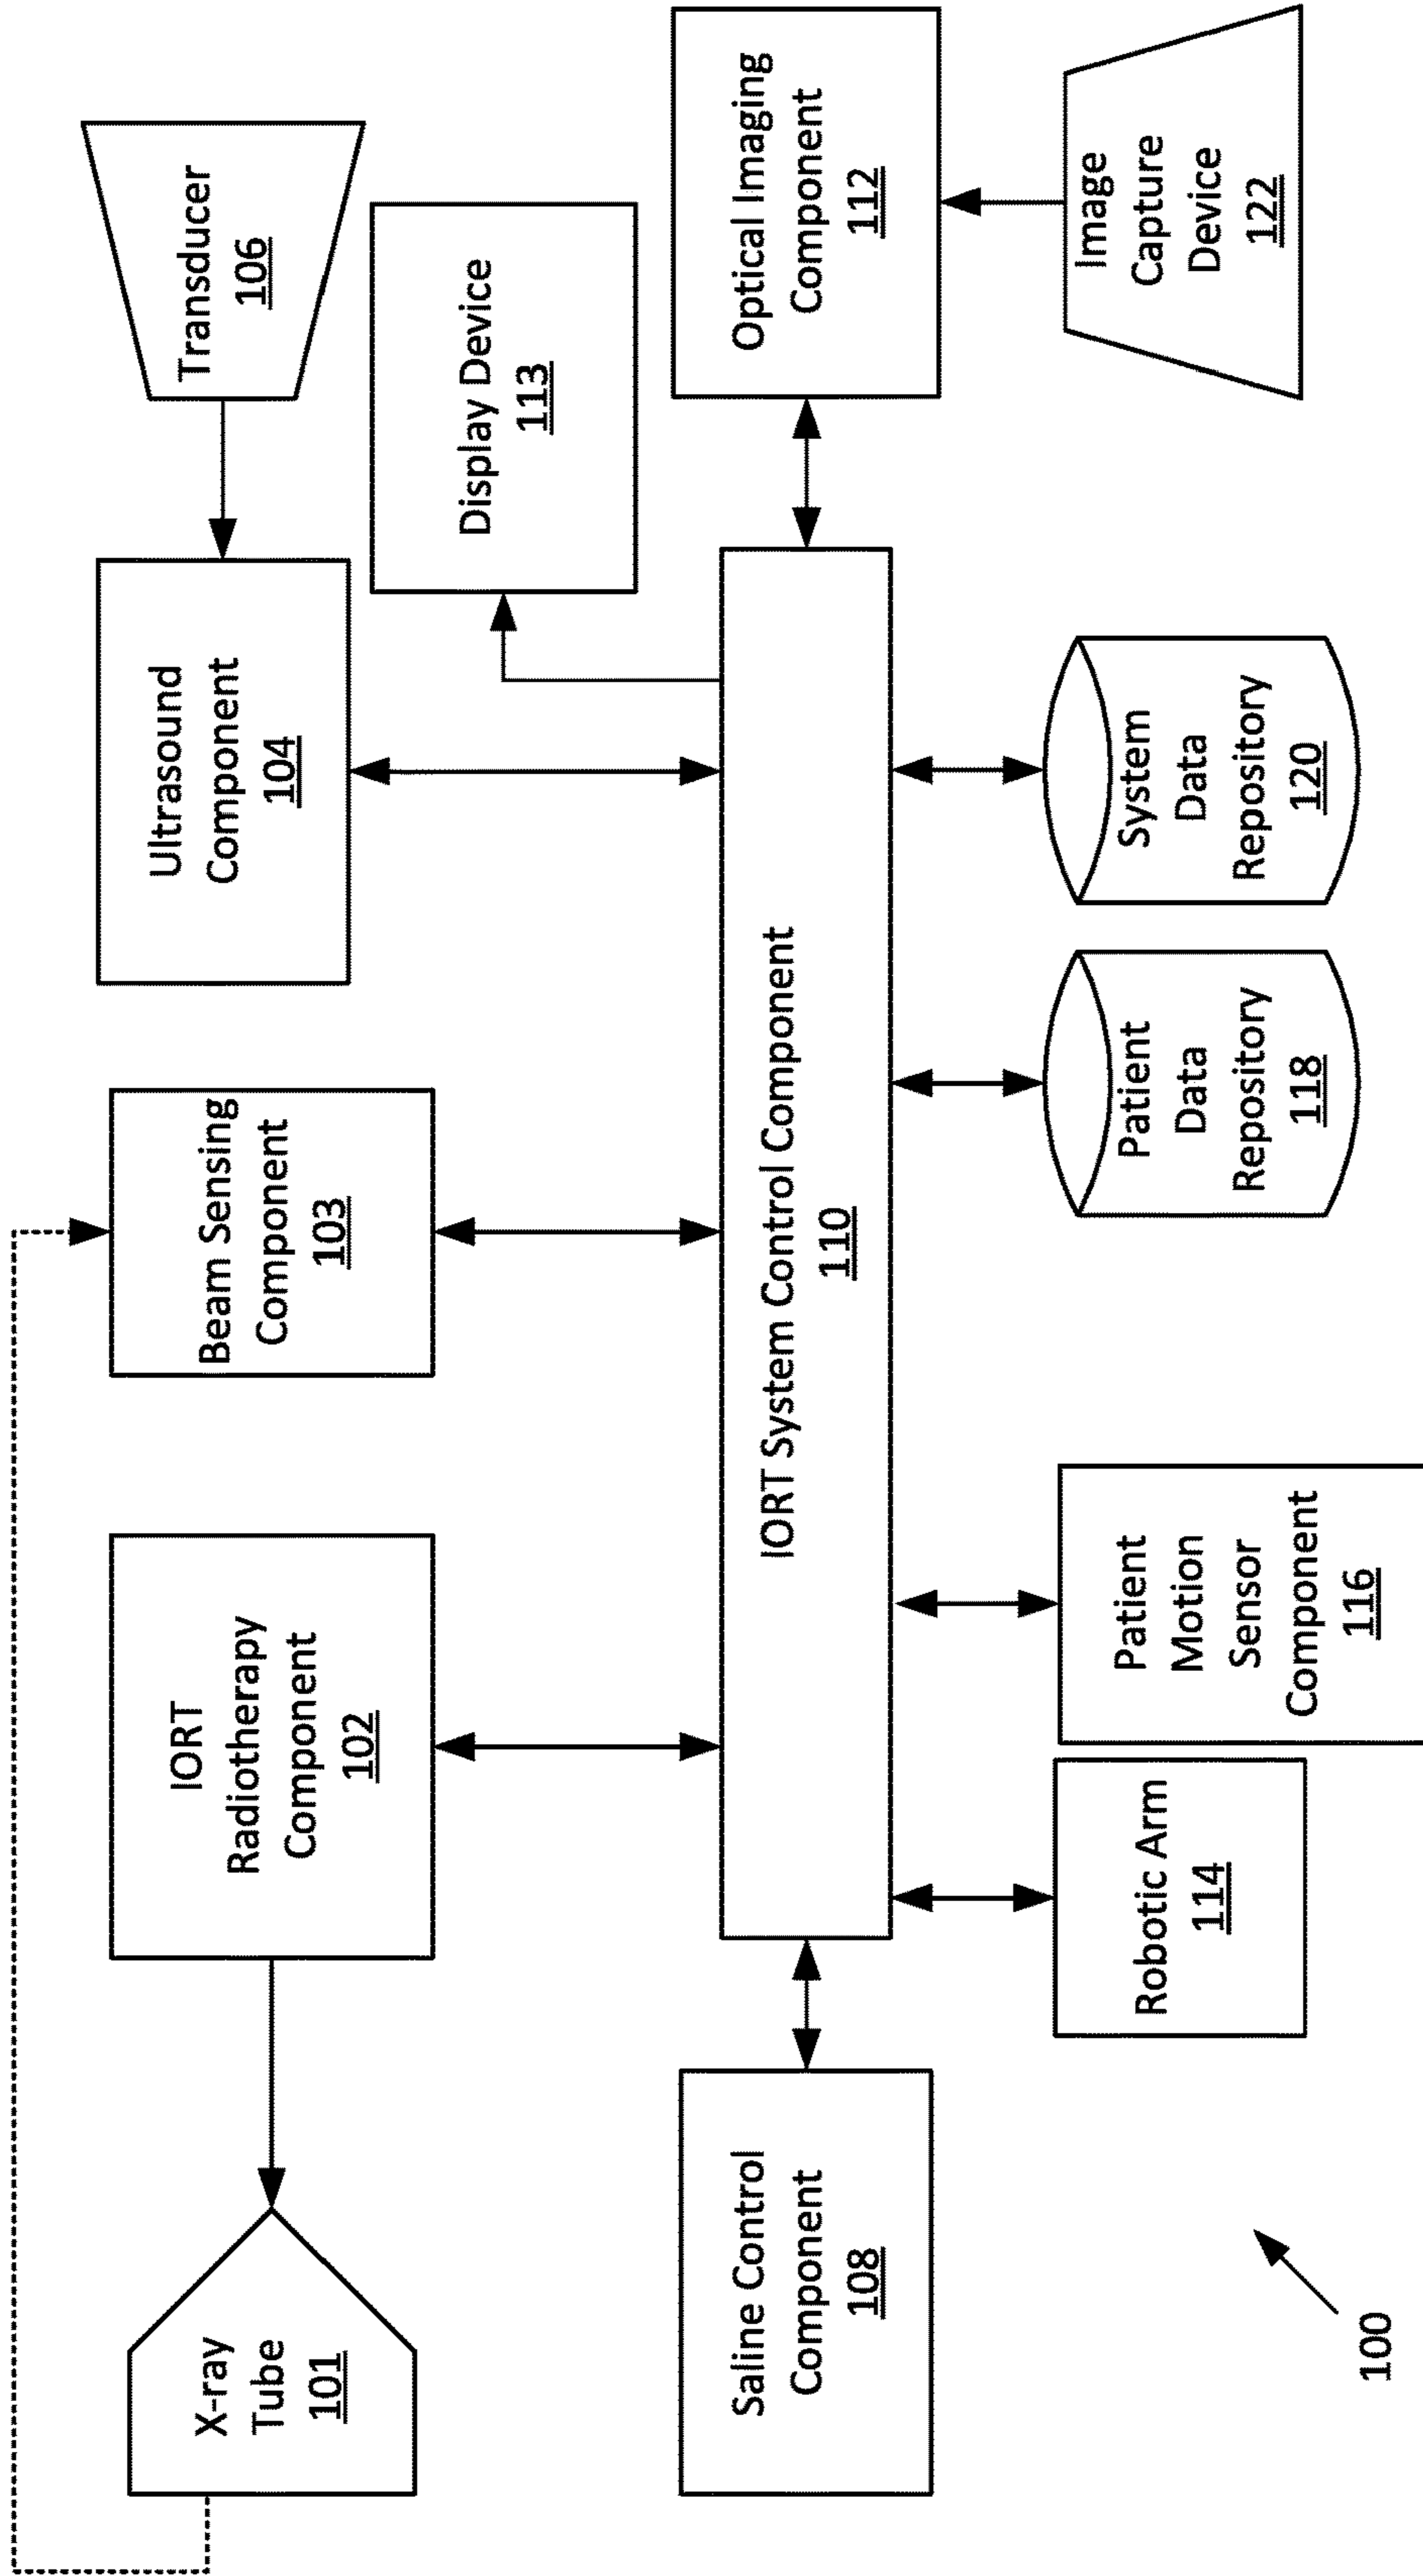 X-ray
Tube
101
IORT
Radiotherapy
Component
102
Beam Sensing
Component
103
Ultrasound
Component
104
Transducer
106
Display Device
113
Saline Control
Component
108
IORT System Control Component
110
Optical Imaging
Component
112
Robotic Arm
114
Patient
Motion
Sensor
Component
116
Patient
Data
Repository
118
System
Data
Repository
120
Image
Capture
Device
122
100